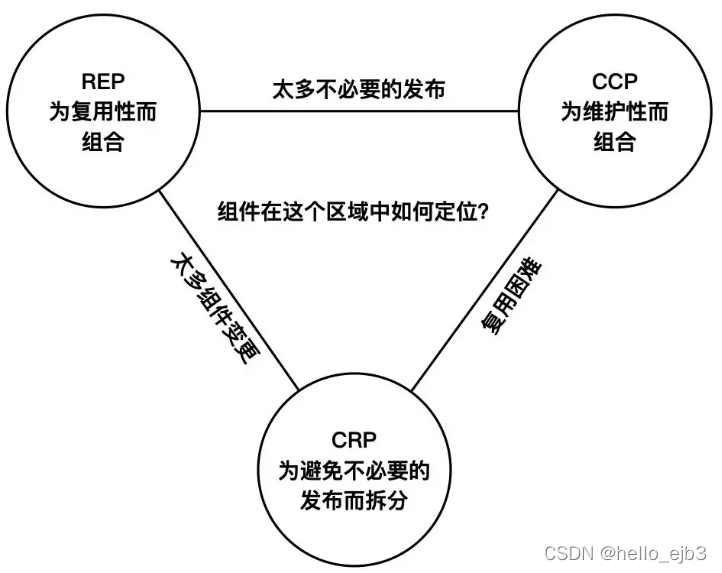 REP
为复用性而
组合
太多不必要的发布
CCP
为维护性而
组合
组件在这个区域中如何定位?
太多组件变更
复用困难
CRP
为避免不必要的
发布而拆分
CSDN @hello_ejb3